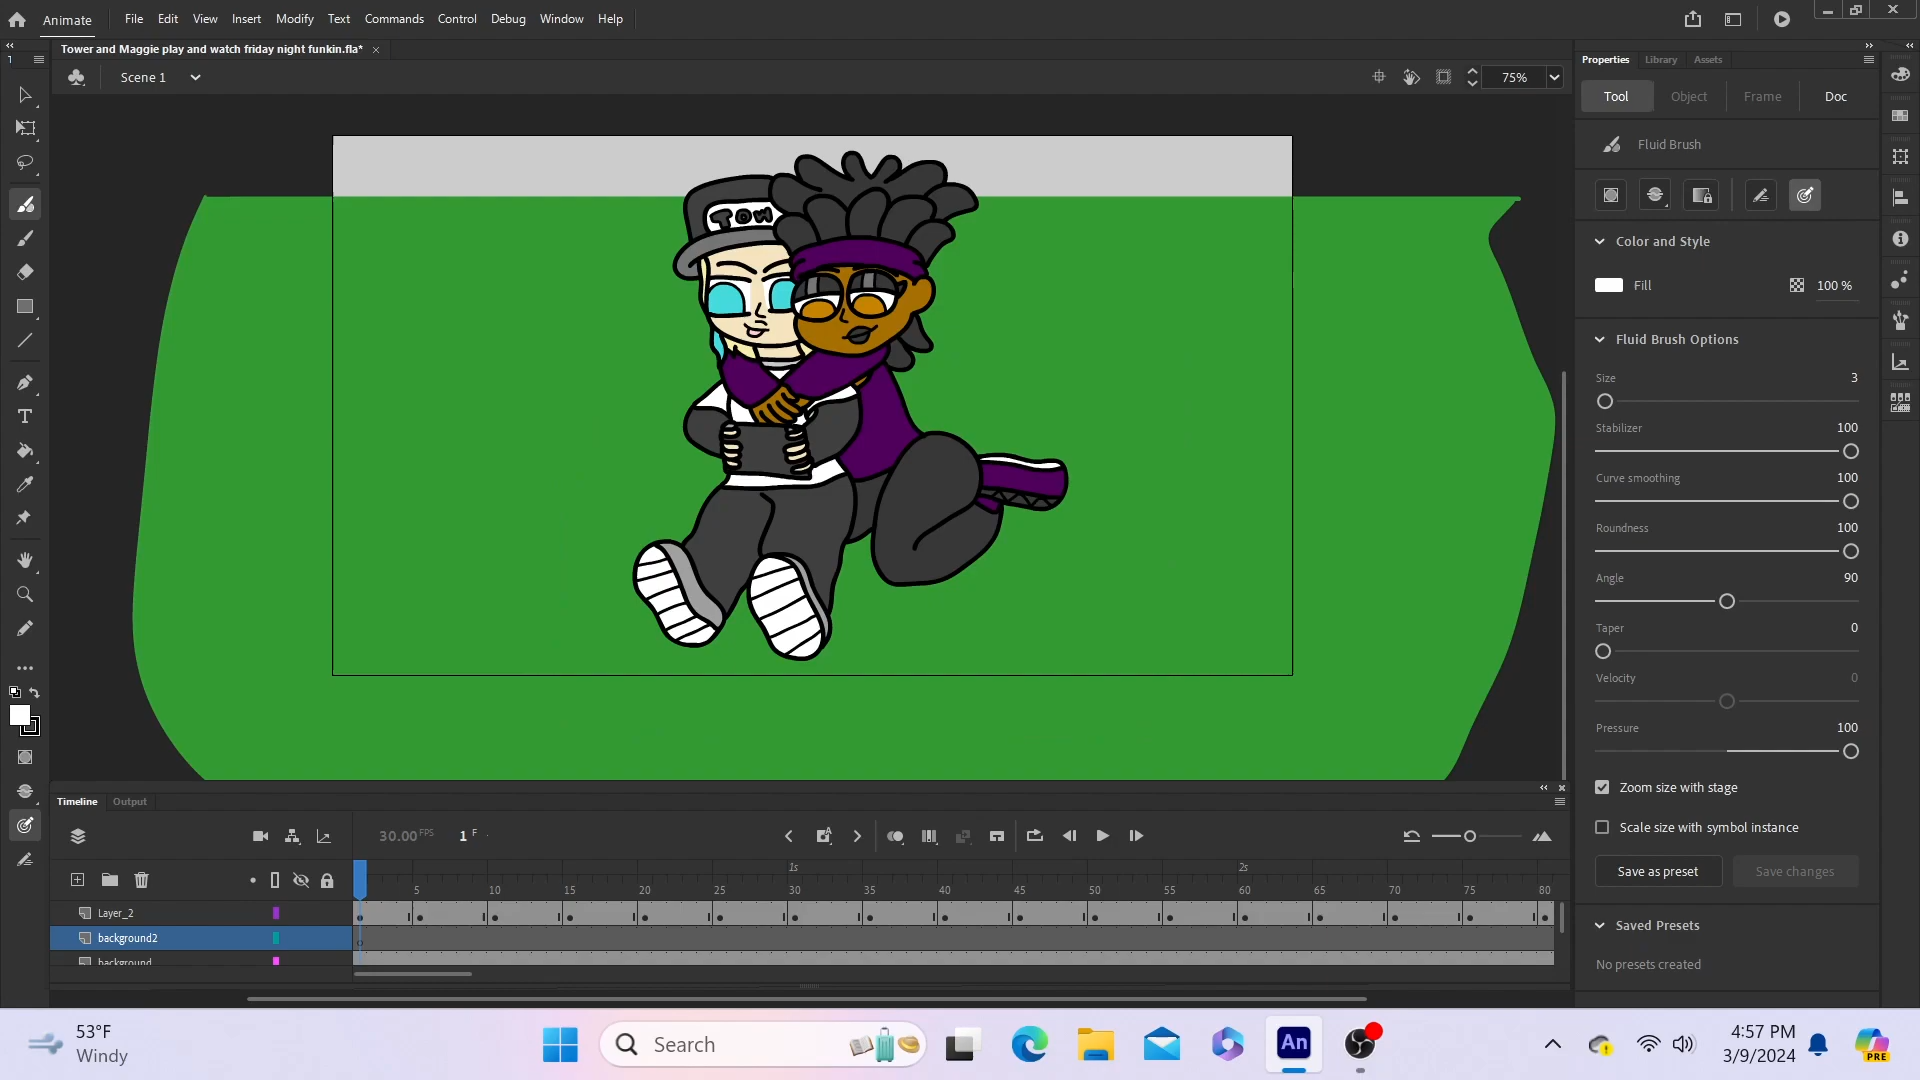 Animate File Edit View Insert Modify Text Commands Control Debug Window Help
Tower and Maggie play and watch friday night funkin.fla* ×
1
Scene 1
75%
TOW
Properties Library Assets
Tool Object Frame Doc
Fluid Brush
Color and Style
Fill 100 %
Fluid Brush Options
Size 3
Stabilizer 100
Curve smoothing 100
Roundness 100
Angle 90
Taper 0
Velocity 0
Pressure 100
Zoom size with stage
Scale size with symbol instance
Save as preset Save changes
Saved Presets
No presets created
Timeline Output
30.00 FPS 1 F
1s 2s
5 10 15 20 25 30 35 40 45 50 55 60 65 70 75 80
Layer_2
background2
background
53°F
Windy
Search
An
4:57 PM
3/9/2024
PRE